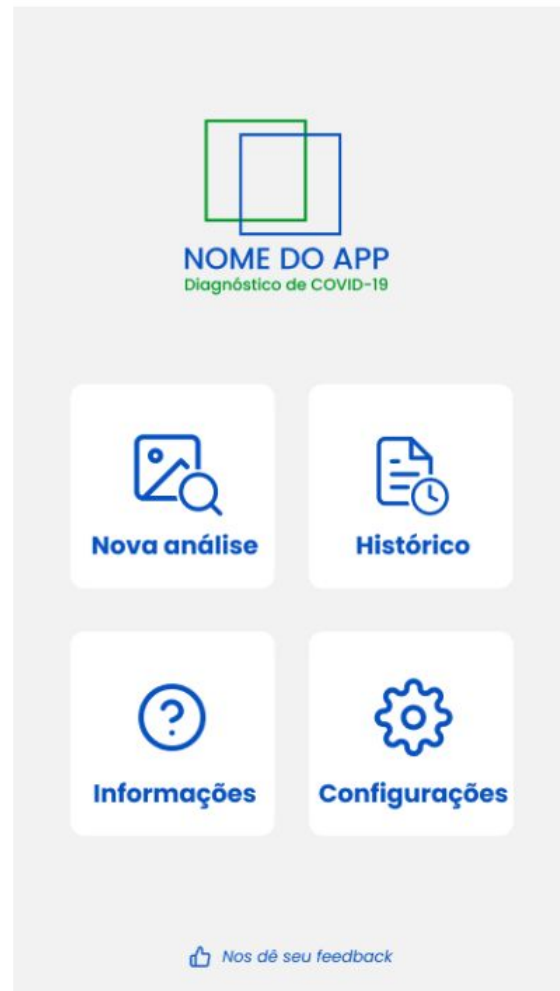 NOME DO APP
Diagnóstico de COVID-19
Nova análise
Histórico
Informações
Configurações
Nos dê seu feedback